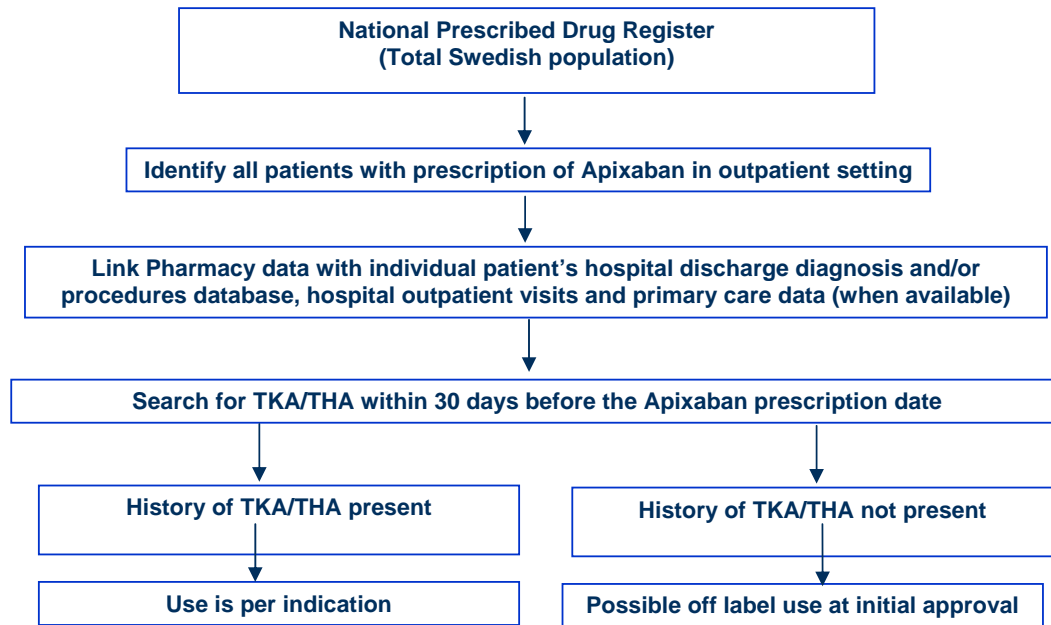 National Prescribed Drug Register
(Total Swedish population)
Identify all patients with prescription of Apixaban in outpatient setting
Link Pharmacy data with individual patient's hospital discharge diagnosis and/or
procedures database, hospital outpatient visits and primary care data (when available)
Search for TKA/THA within 30 days before the Apixaban prescription date
History of TKA/THA present
History of TKA/THA not present
Use is per indication
Possible off label use at initial approval